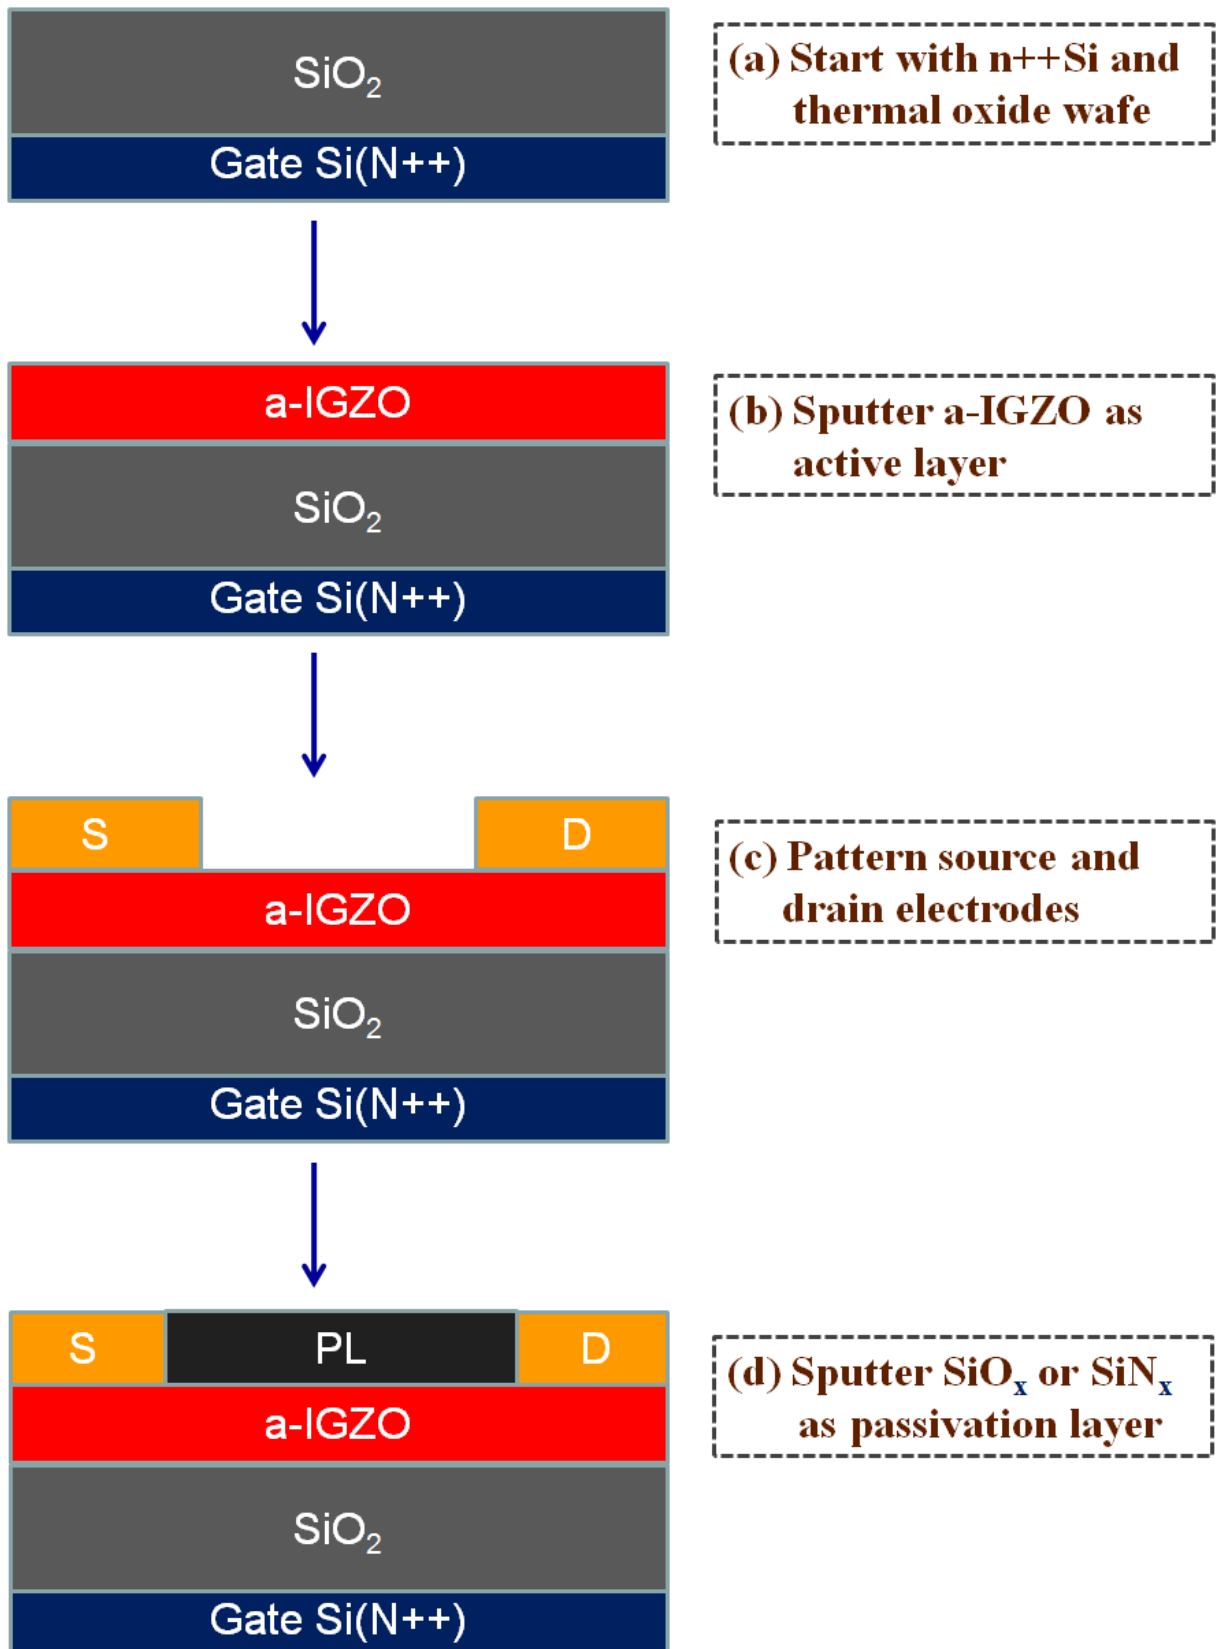 SiO₂
Gate Si(N++)
(a) Start with n++Si and
thermal oxide wafe
a-IGZO
SiO₂
Gate Si(N++)
(b) Sputter a-IGZO as
active layer
S
D
a-IGZO
SiO₂
Gate Si(N++)
(c) Pattern source and
drain electrodes
S
PL
D
a-IGZO
SiO₂
Gate Si(N++)
(d) Sputter SiOₓ or SiNₓ
as passivation layer